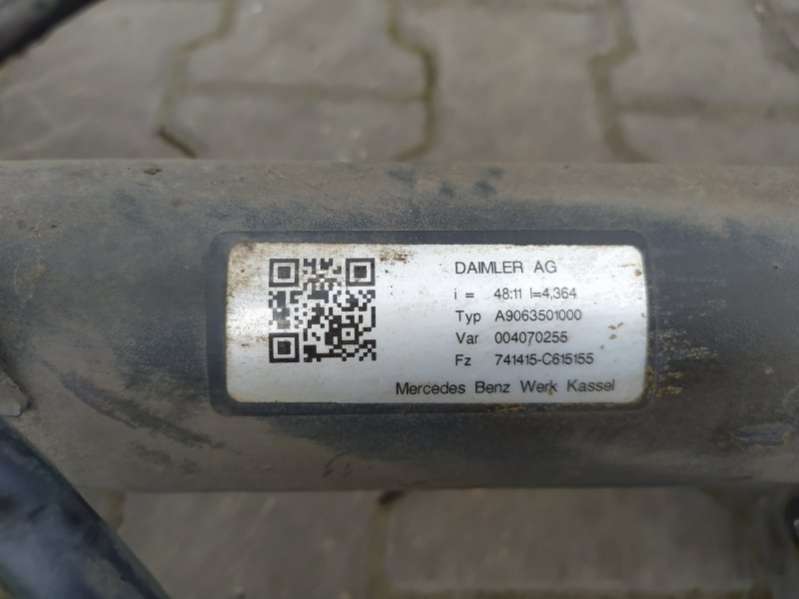 DAIMLER AG
i = 48:11 I=4,364
Typ A9063501000
Var 004070255
Fz 741415-C615155
Mercedes Benz Werk Kassel